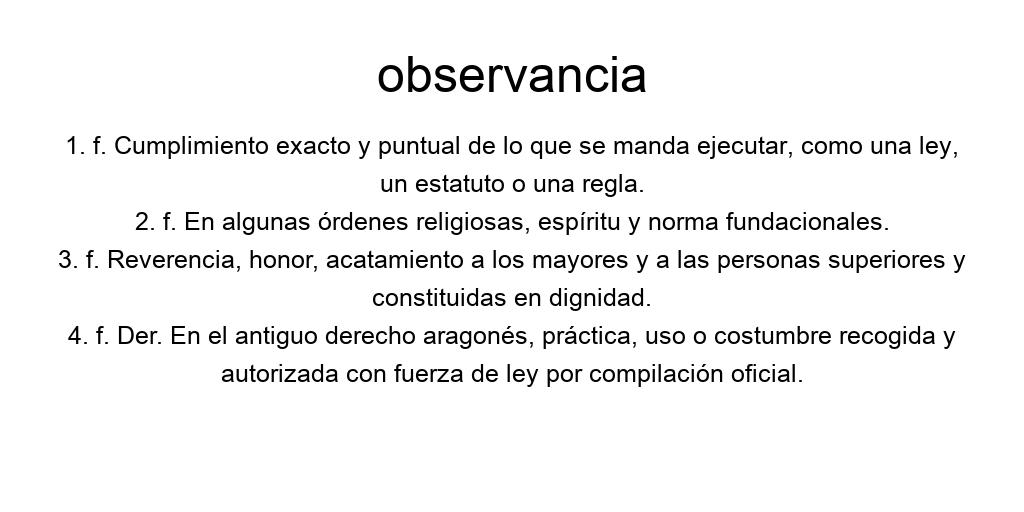 observancia
1. f. Cumplimiento exacto y puntual de lo que se manda ejecutar, como una ley,
un estatuto o una regla.
2. f. En algunas órdenes religiosas, espíritu y norma fundacionales.
3. f. Reverencia, honor, acatamiento a los mayores y a las personas superiores y
constituidas en dignidad.
4. f. Der. En el antiguo derecho aragonés, práctica, uso o costumbre recogida y
autorizada con fuerza de ley por compilación oficial.